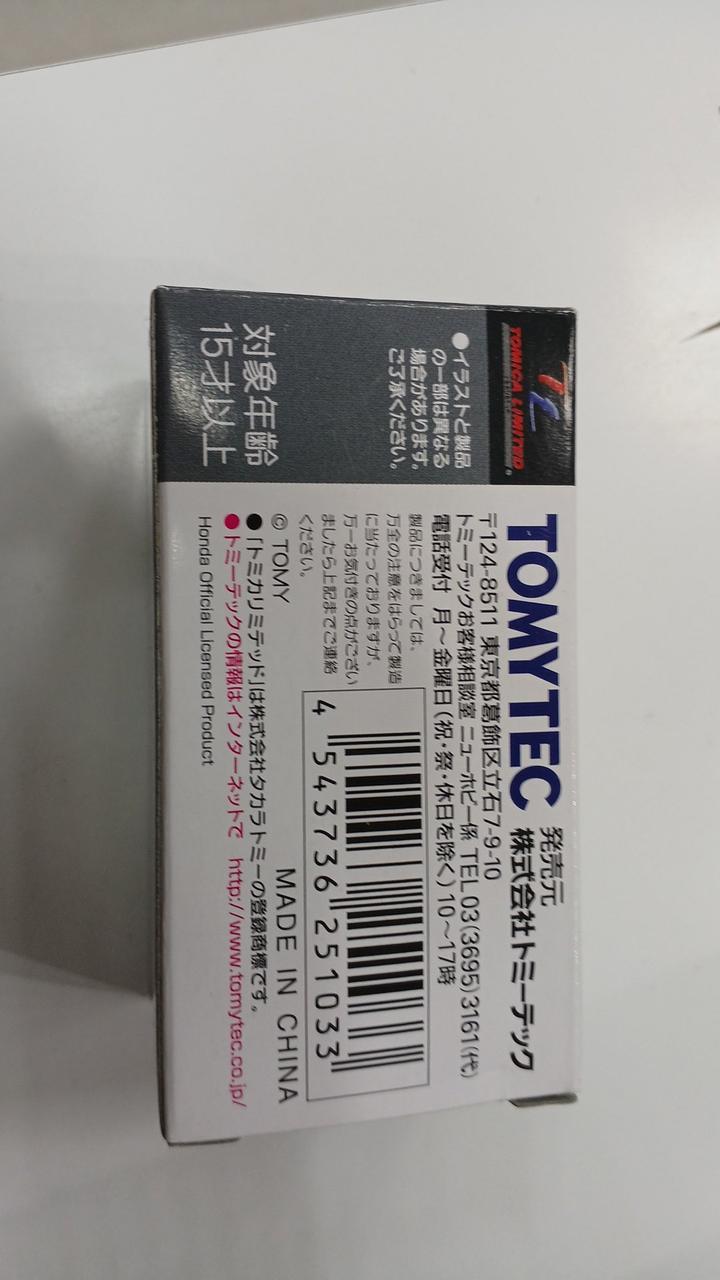 TL
TOMICA LIMITED
●イラストと製品
の一部は異なる
場合があります。
ご了承ください。
対象年齢
15才以上
TOMYTEC
発売元
株式会社トミーテック
〒124-8511 東京都葛飾区立石7-9-10
トミーテックお客様相談室 ニューホビー係 TEL 03(3695)3161(代)
電話受付 月~金曜日(祝・祭・休日を除く) 10~17時
製品につきましては、
万全の注意をはらって製造
に当たっておりますが、
万一お気付きの点がござい
ましたら上記までご連絡
ください。
4 543736 251033
© TOMY
MADE IN CHINA
●「トミカリミテッド」は株式会社タカラトミーの登録商標です。
●トミーテックの情報はインターネットで http://www.tomytec.co.jp/
Honda Official Licensed Product